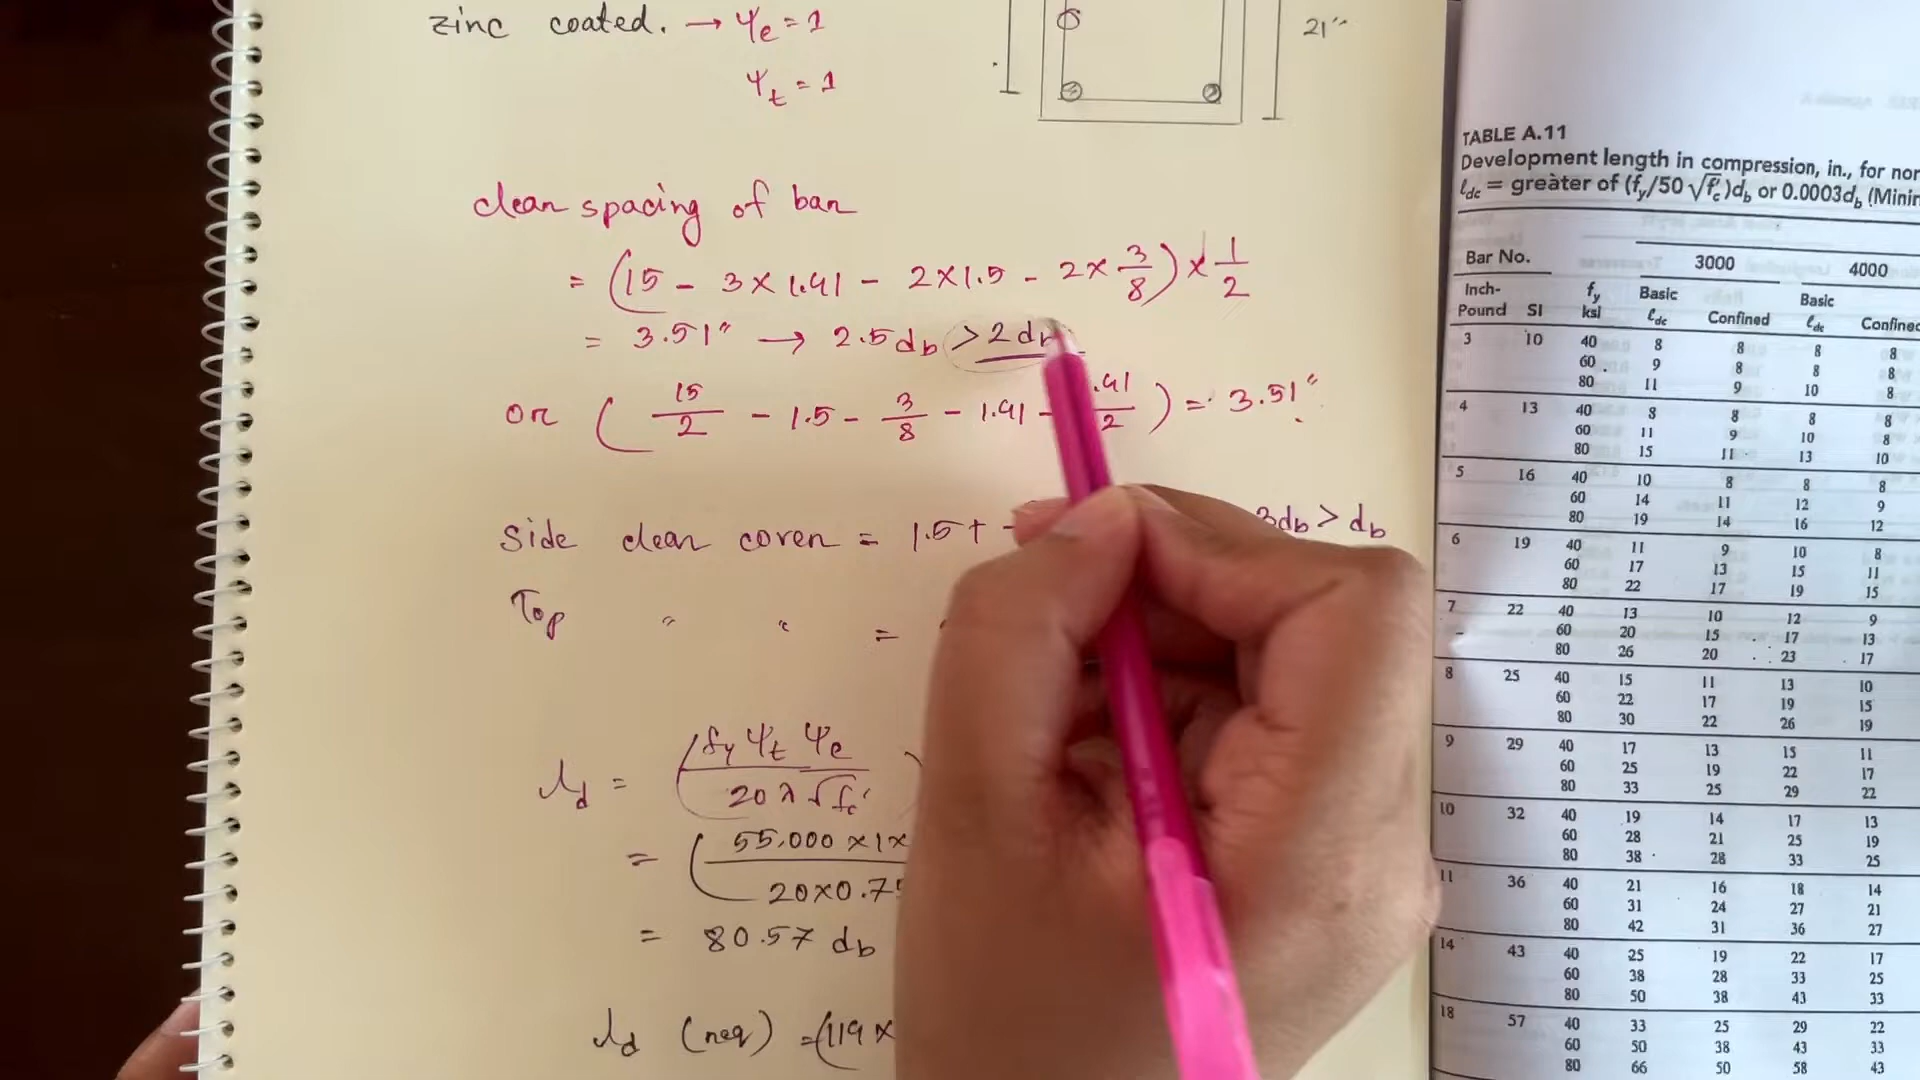 zinc coated. → Ψe = 1
Ψt = 1
21"
clear spacing of bar
= (15 - 3×1.41 - 2×1.5 - 2×3/8)×1/2
= 3.51" → 2.5db > 2db
or (15/2 - 1.5 - 3/8 - 1.41 - .41/2) = 3.51"
Side clear cover = 1.5+ 3db > db
Top " " =
ld = (fy Ψt Ψe / 20 λ √fc'
= (55,000 ×1× / 20×0.75
= 80.57 db
ld (req) = (119 ×
TABLE A.11
Development length in compression, in., for nor
ldc = greater of (fy/50 √f'c)db or 0.0003db (Minin
3000 4000
Bar No. Basic Basic
Inch-Pound SI fy ksi ldc Confined ldc Confined
3 10 40 8 8 8 8
60 9 8 8 8
80 11 9 10 8
4 13 40 8 8 8 8
60 11 9 10 8
80 15 11 13 10
5 16 40 10 8 8 8
60 14 11 12 9
80 19 14 16 12
6 19 40 11 9 10 8
60 17 13 15 11
80 22 17 19 15
7 22 40 13 10 12 9
60 20 15 17 13
80 26 20 23 17
8 25 40 15 11 13 10
60 22 17 19 15
80 30 22 26 19
9 29 40 17 13 15 11
60 25 19 22 17
80 33 25 29 22
10 32 40 19 14 17 13
60 28 21 25 19
80 38 28 33 25
11 36 40 21 16 18 14
60 31 24 27 21
80 42 31 36 27
14 43 40 25 19 22 17
60 38 28 33 25
80 50 38 43 33
18 57 40 33 25 29 22
60 50 38 43 33
80 66 50 58 43